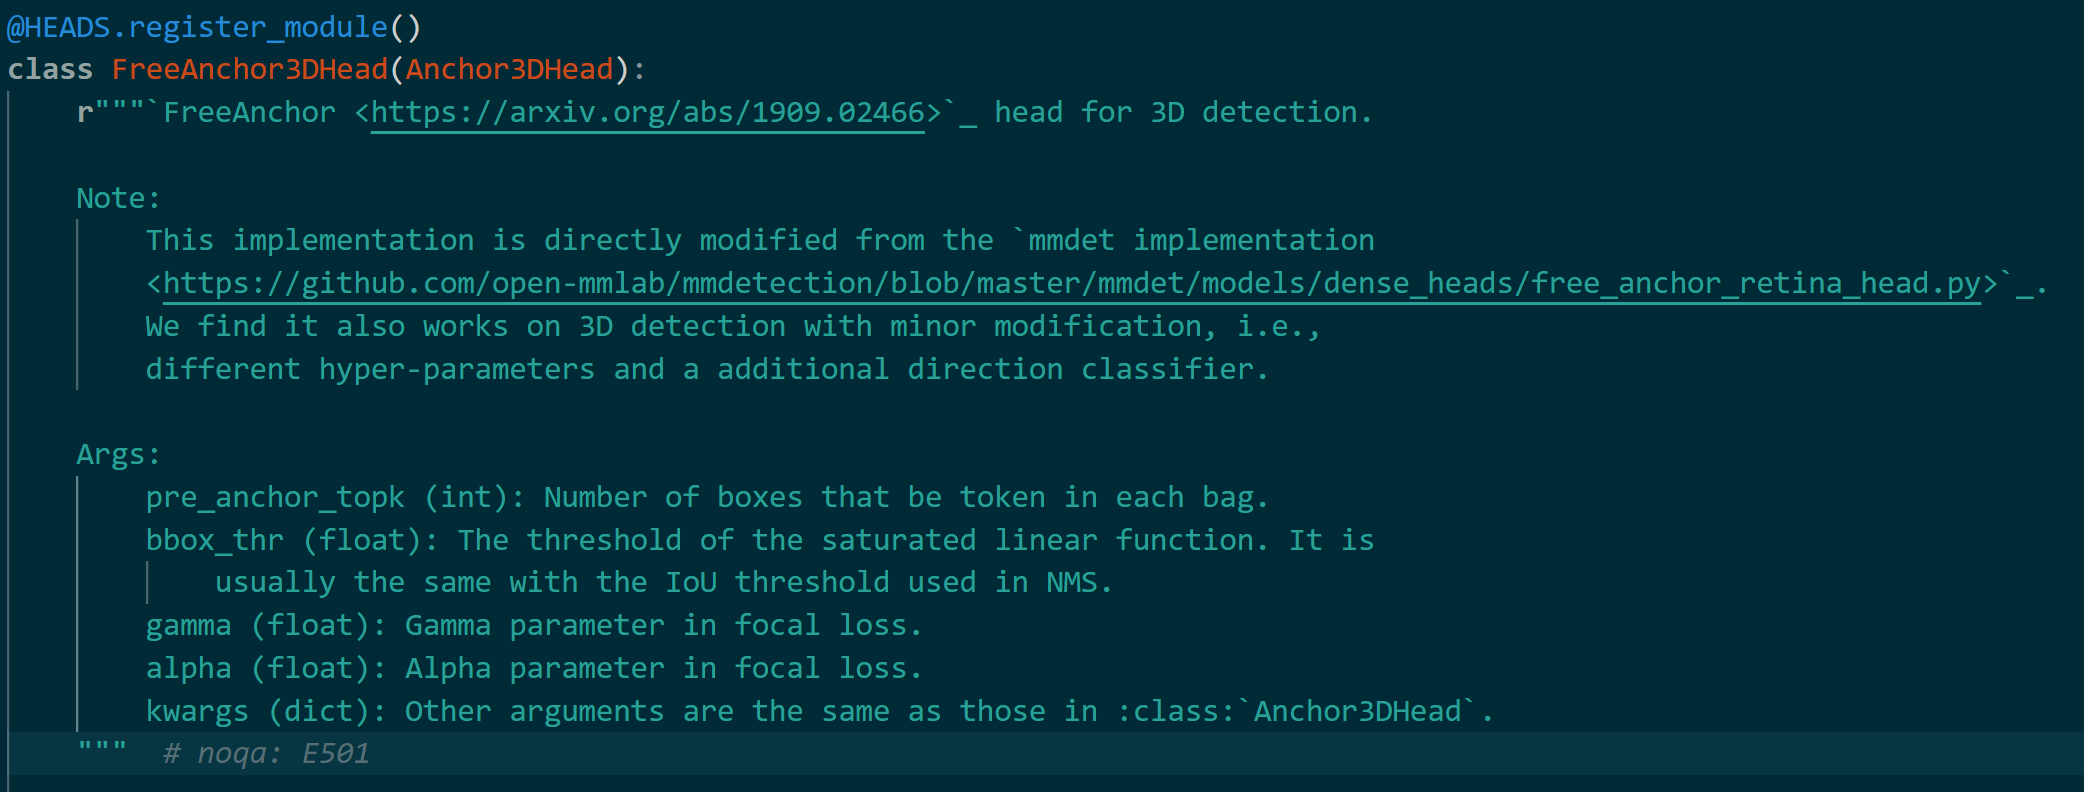 @HEADS.register_module()
class FreeAnchor3DHead(Anchor3DHead):
    r"""`FreeAnchor <https://arxiv.org/abs/1909.02466>`_ head for 3D detection.

    Note:
        This implementation is directly modified from the `mmdet implementation
        <https://github.com/open-mmlab/mmdetection/blob/master/mmdet/models/dense_heads/free_anchor_retina_head.py>`_.
        We find it also works on 3D detection with minor modification, i.e.,
        different hyper-parameters and a additional direction classifier.

    Args:
        pre_anchor_topk (int): Number of boxes that be token in each bag.
        bbox_thr (float): The threshold of the saturated linear function. It is
            usually the same with the IoU threshold used in NMS.
        gamma (float): Gamma parameter in focal loss.
        alpha (float): Alpha parameter in focal loss.
        kwargs (dict): Other arguments are the same as those in :class:`Anchor3DHead`.
    """  # noqa: E501